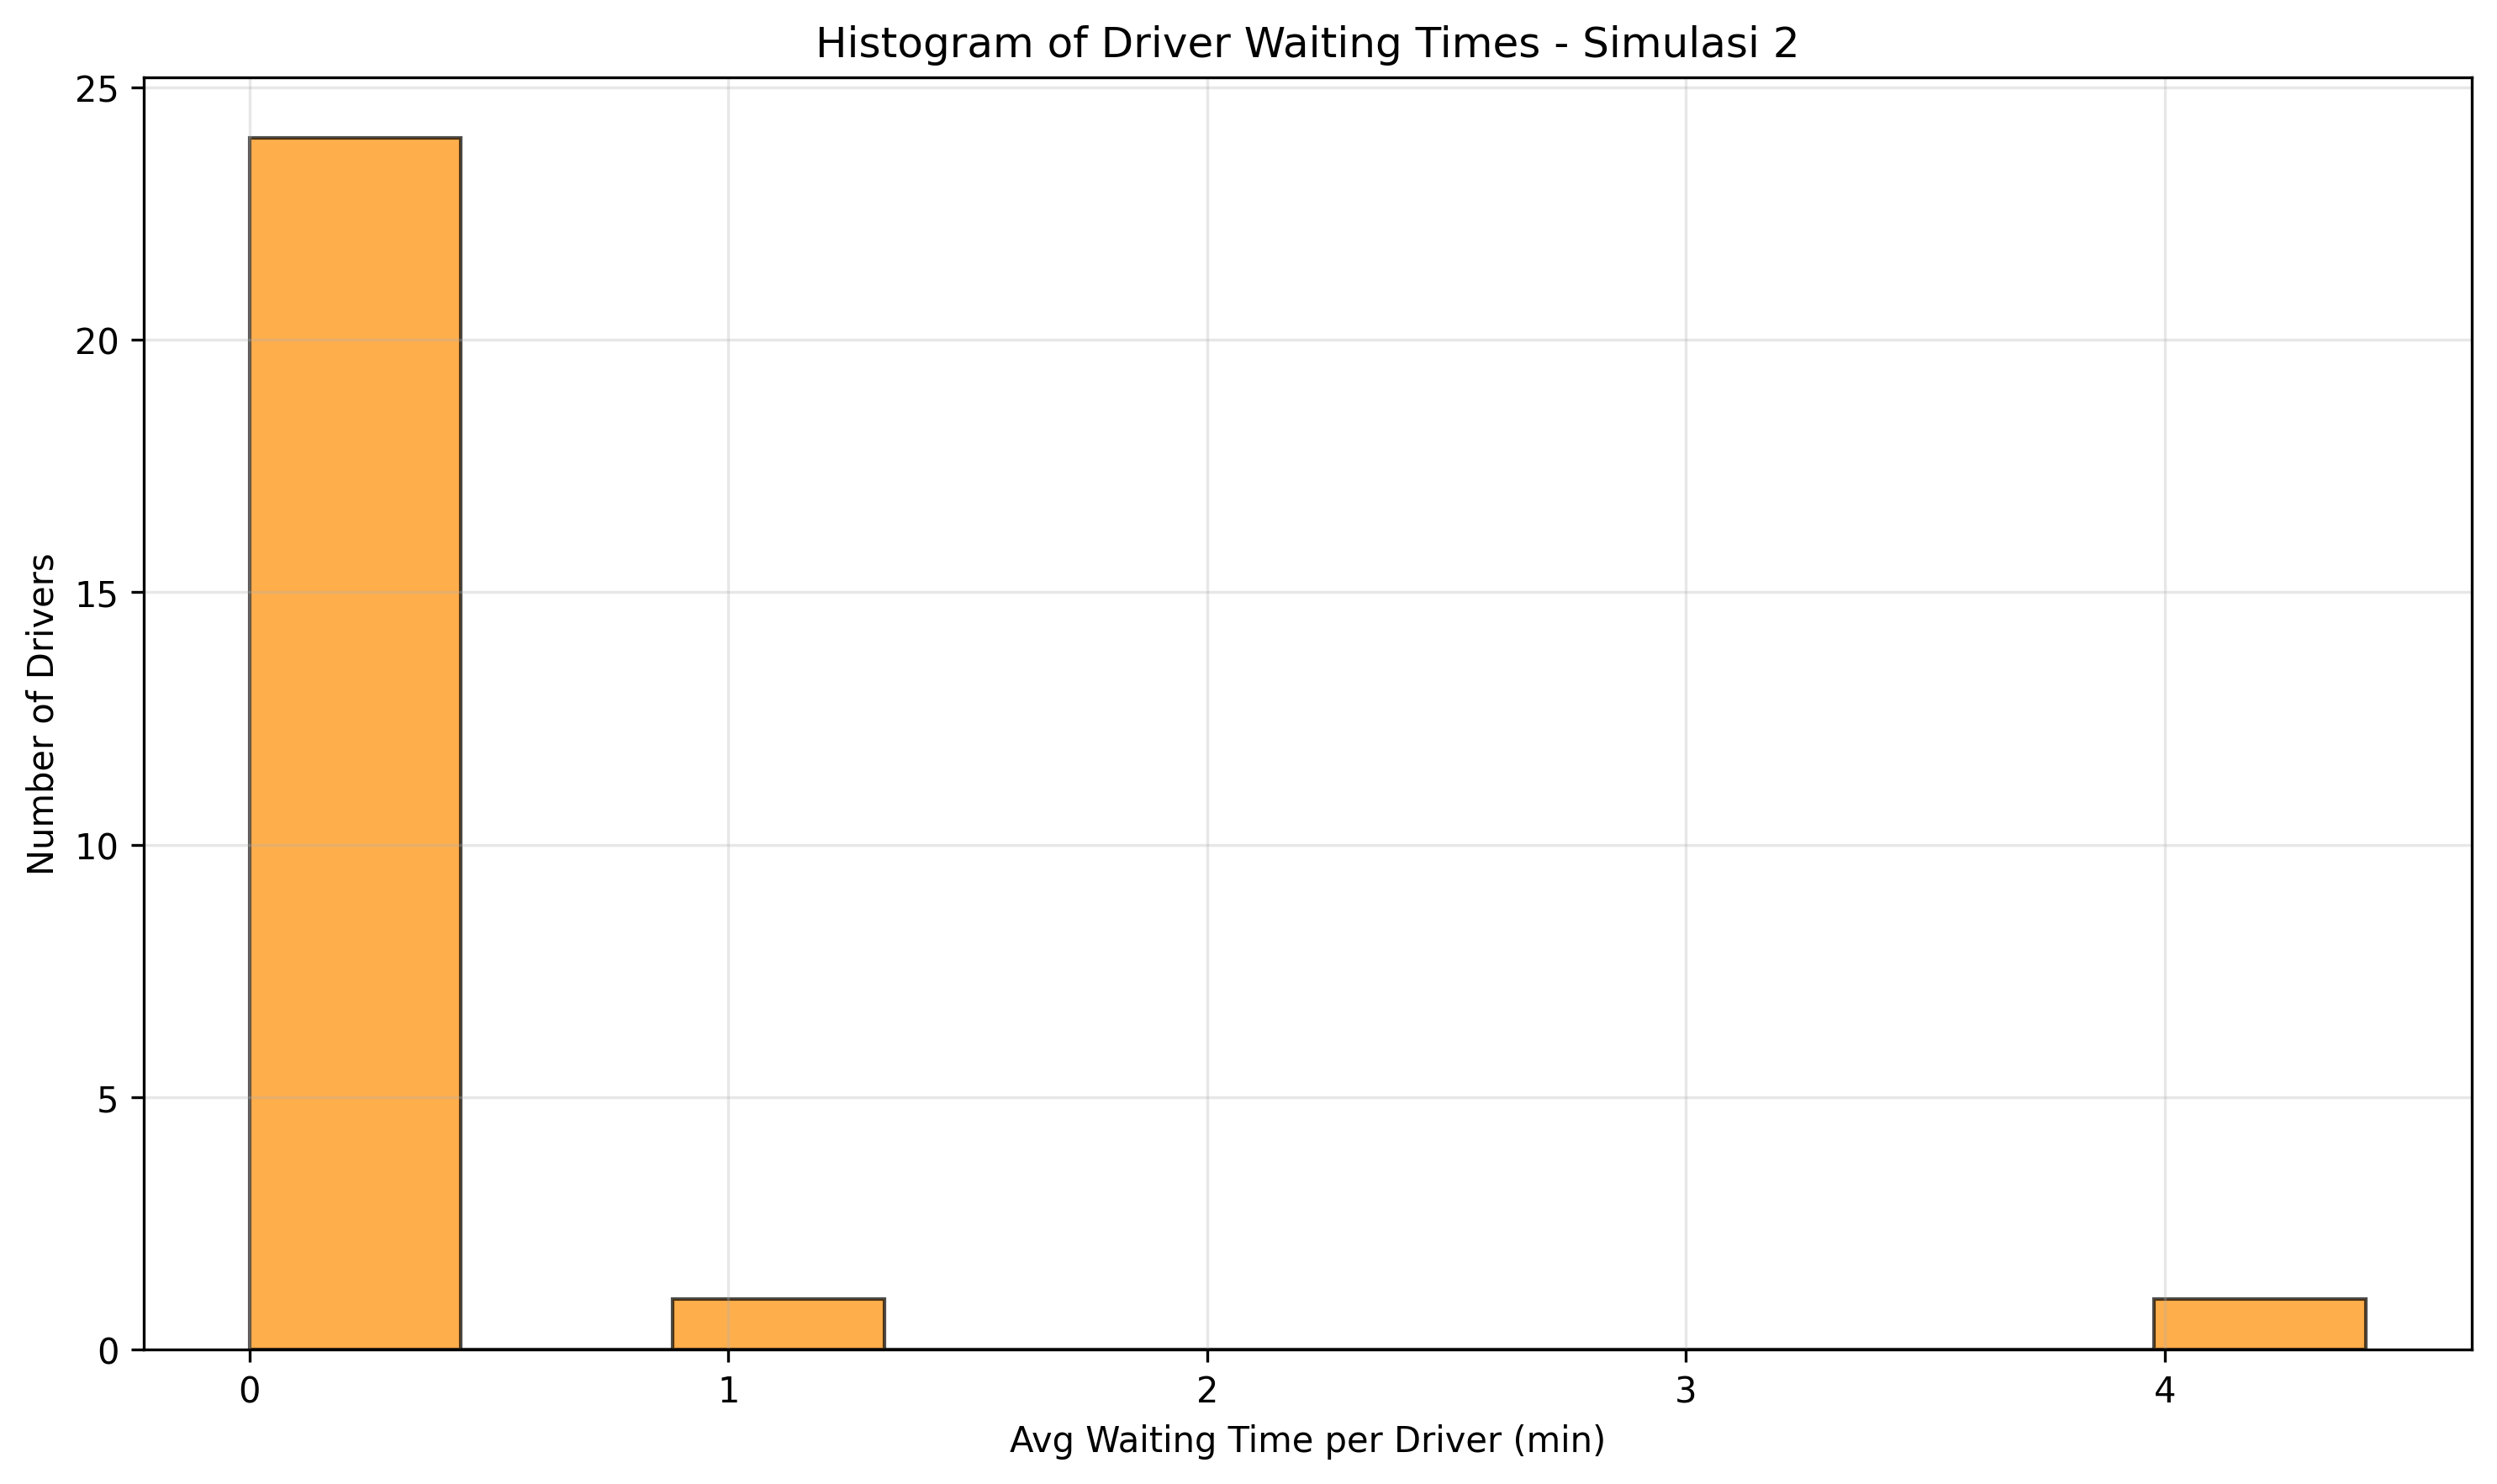 Histogram of Driver Waiting Times - Simulasi 2
25
20
15
10
5
0
Number of Drivers
0 1 2 3 4
Avg Waiting Time per Driver (min)